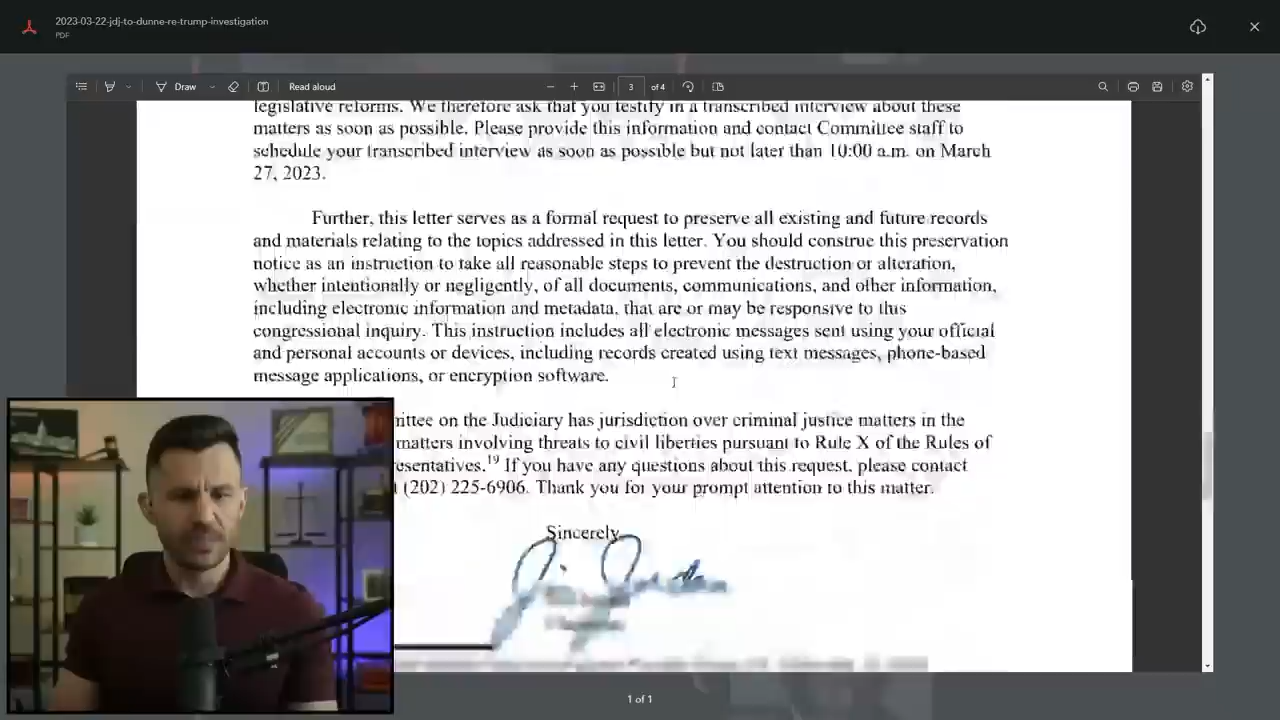 2023-03-22-jdj-to-dunne-re-trump-investigation
PDF
Draw
Read aloud
3
of 4
legislative reforms. We therefore ask that you testify in a transcribed interview about these
matters as soon as possible. Please provide this information and contact Committee staff to
schedule your transcribed interview as soon as possible but not later than 10:00 a.m. on March
27, 2023.
Further, this letter serves as a formal request to preserve all existing and future records
and materials relating to the topics addressed in this letter. You should construe this preservation
notice as an instruction to take all reasonable steps to prevent the destruction or alteration,
whether intentionally or negligently, of all documents, communications, and other information,
including electronic information and metadata, that are or may be responsive to this
congressional inquiry. This instruction includes all electronic messages sent using your official
and personal accounts or devices, including records created using text messages, phone-based
message applications, or encryption software.
mittee on the Judiciary has jurisdiction over criminal justice matters in the
matters involving threats to civil liberties pursuant to Rule X of the Rules of
resentatives.19 If you have any questions about this request, please contact
(202) 225-6906. Thank you for your prompt attention to this matter.
Sincerely,
Jim Jordan
1 of 1